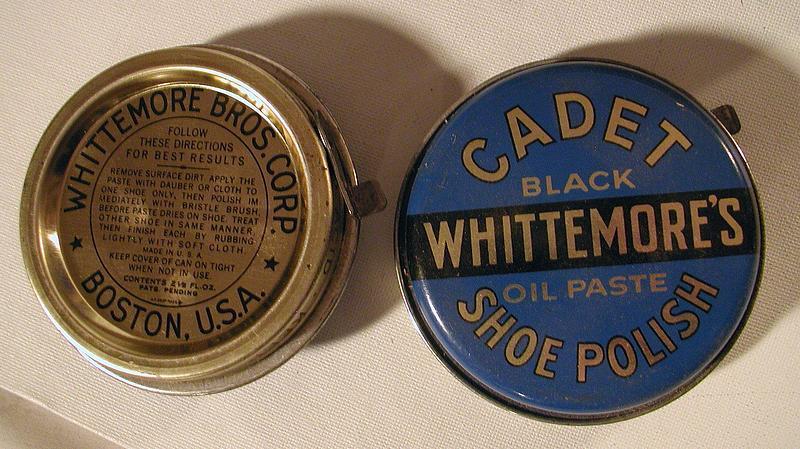 WHITTEMORE BROS. CORP.
FOLLOW
THESE DIRECTIONS
FOR BEST RESULTS
REMOVE SURFACE DIRT. APPLY THE
PASTE WITH DAUBER OR CLOTH TO
ONE SHOE ONLY, THEN POLISH IM
MEDIATELY WITH BRISTLE BRUSH,
BEFORE PASTE DRIES ON SHOE. TREAT
OTHER SHOE IN SAME MANNER,
THEN FINISH EACH BY RUBBING
LIGHTLY WITH SOFT CLOTH.
MADE IN U.S.A.
KEEP COVER OF CAN ON TIGHT
WHEN NOT IN USE.
CONTENTS 2½ FL. OZ.
PATS. PENDING
BOSTON, U.S.A.
CADET
BLACK
WHITTEMORE'S
OIL PASTE
SHOE POLISH